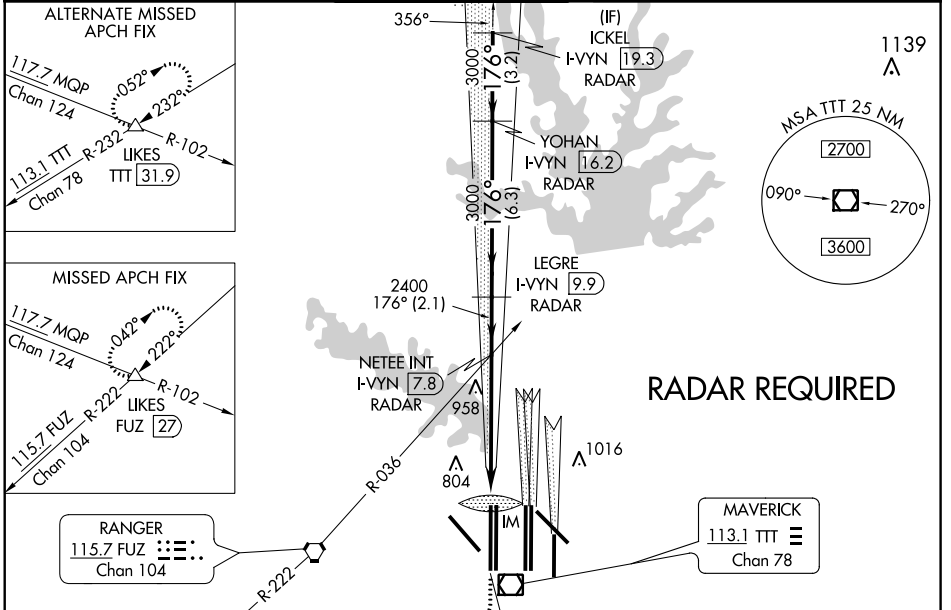 ALTERNATE MISSED
APCH FIX
117.7 MQP
Chan 124
052°
232°
R-232
R-102
113.1 TTT
Chan 78
LIKES
TTT 31.9
MISSED APCH FIX
117.7 MQP
Chan 124
042°
222°
R-222
R-102
115.7 FUZ
Chan 104
LIKES
FUZ 27
356°
(IF)
ICKEL
I-VYN 19.3
RADAR
3000
176°
(3.2)
YOHAN
I-VYN 16.2
RADAR
3000
176°
(6.3)
LEGRE
I-VYN 9.9
RADAR
2400
176° (2.1)
NETEE INT
I-VYN 7.8
RADAR
958
804
1016
1139
MSA TTT 25 NM
2700
090°
270°
3600
RADAR REQUIRED
R-036
IM
RANGER
115.7 FUZ
Chan 104
R-222
MAVERICK
113.1 TTT
Chan 78